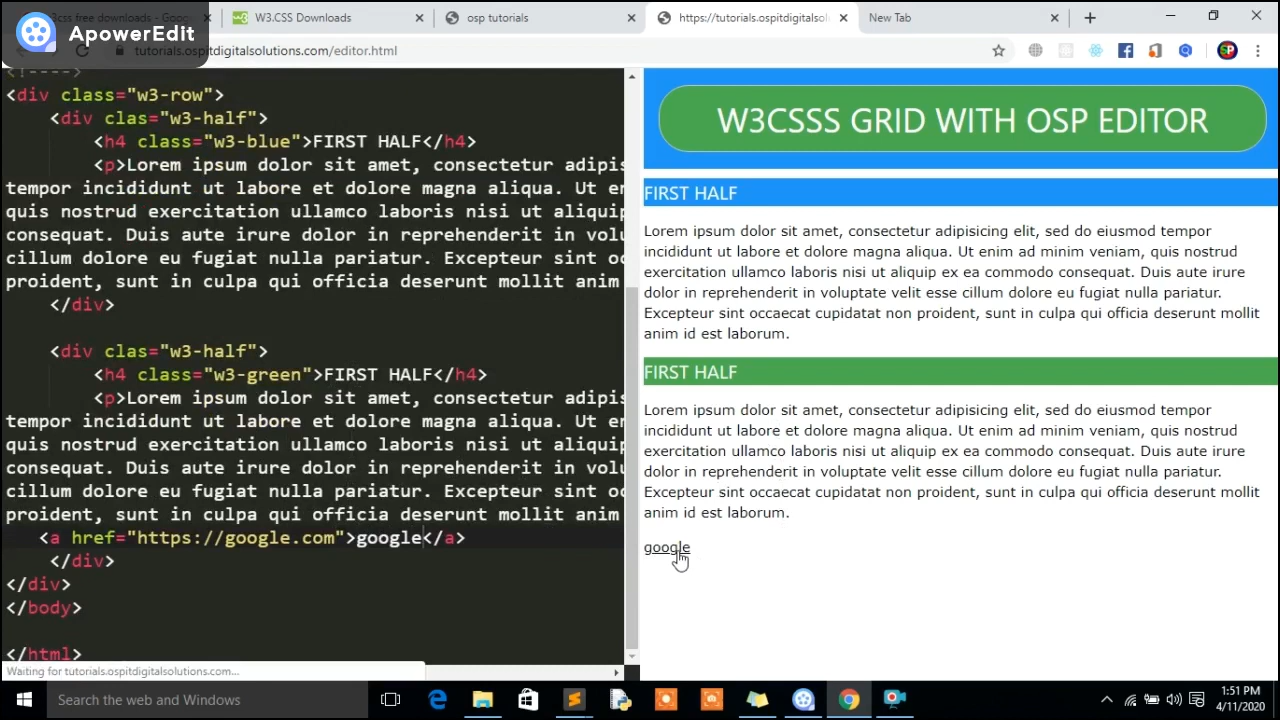 3css free downloads - Goog
W3.CSS Downloads
osp tutorials
https://tutorials.ospitdigitalsolu
New Tab
ApowerEdit
tutorials.ospitdigitalsolutions.com/editor.html
<!---->
<div class="w3-row">
<div clas="w3-half">
<h4 class="w3-blue">FIRST HALF</h4>
<p>Lorem ipsum dolor sit amet, consectetur adipis
tempor incididunt ut labore et dolore magna aliqua. Ut en
quis nostrud exercitation ullamco laboris nisi ut aliquip
consequat. Duis aute irure dolor in reprehenderit in volu
cillum dolore eu fugiat nulla pariatur. Excepteur sint oc
proident, sunt in culpa qui officia deserunt mollit anim
</div>
<div clas="w3-half">
<h4 class="w3-green">FIRST HALF</h4>
<p>Lorem ipsum dolor sit amet, consectetur adipis
tempor incididunt ut labore et dolore magna aliqua. Ut en
quis nostrud exercitation ullamco laboris nisi ut aliquip
consequat. Duis aute irure dolor in reprehenderit in volu
cillum dolore eu fugiat nulla pariatur. Excepteur sint oc
proident, sunt in culpa qui officia deserunt mollit anim
<a href="https://google.com">google</a>
</div>
</div>
</body>
</html>
Waiting for tutorials.ospitdigitalsolutions.com...
W3CSSS GRID WITH OSP EDITOR
FIRST HALF
Lorem ipsum dolor sit amet, consectetur adipisicing elit, sed do eiusmod tempor
incididunt ut labore et dolore magna aliqua. Ut enim ad minim veniam, quis nostrud
exercitation ullamco laboris nisi ut aliquip ex ea commodo consequat. Duis aute irure
dolor in reprehenderit in voluptate velit esse cillum dolore eu fugiat nulla pariatur.
Excepteur sint occaecat cupidatat non proident, sunt in culpa qui officia deserunt mollit
anim id est laborum.
FIRST HALF
Lorem ipsum dolor sit amet, consectetur adipisicing elit, sed do eiusmod tempor
incididunt ut labore et dolore magna aliqua. Ut enim ad minim veniam, quis nostrud
exercitation ullamco laboris nisi ut aliquip ex ea commodo consequat. Duis aute irure
dolor in reprehenderit in voluptate velit esse cillum dolore eu fugiat nulla pariatur.
Excepteur sint occaecat cupidatat non proident, sunt in culpa qui officia deserunt mollit
anim id est laborum.
google
Search the web and Windows
1:51 PM
4/11/2020